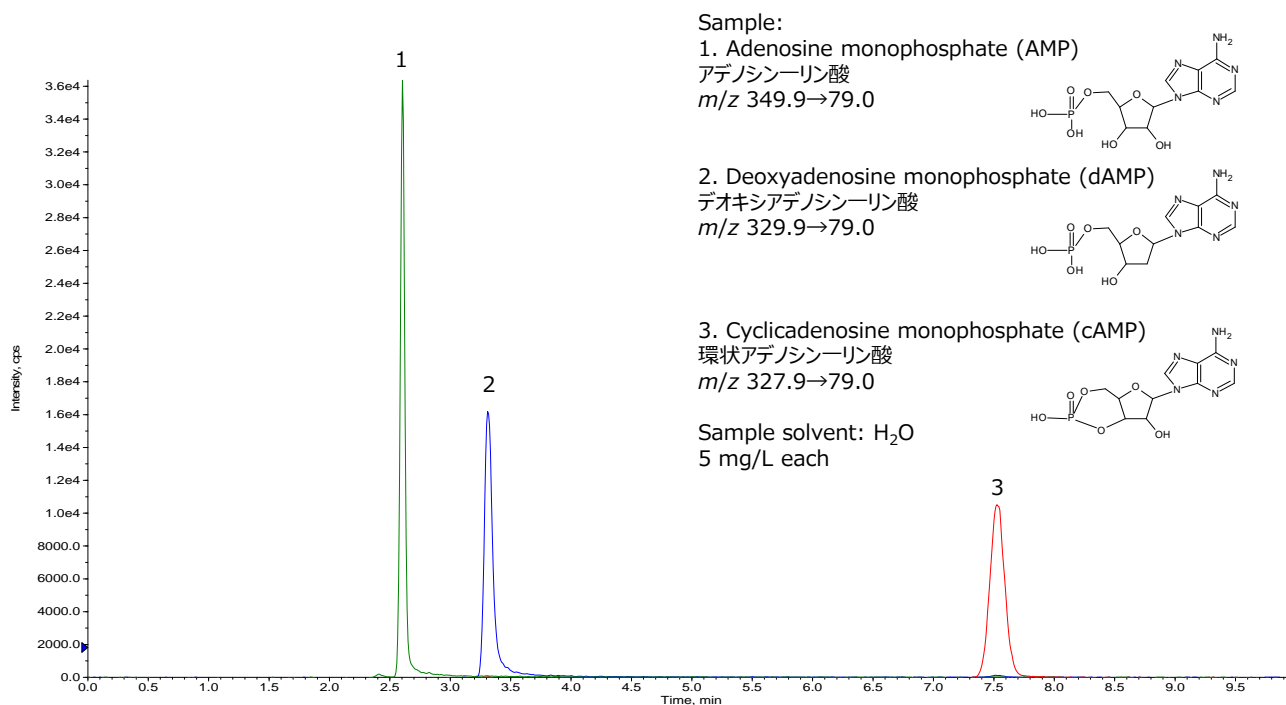 Sample:
1. Adenosine monophosphate (AMP)
アデノシン一リン酸
m/z 349.9→79.0
2. Deoxyadenosine monophosphate (dAMP)
デオキシアデノシン一リン酸
m/z 329.9→79.0
3. Cyclicadenosine monophosphate (cAMP)
環状アデノシン一リン酸
m/z 327.9→79.0
Sample solvent: H₂O
5 mg/L each
NH₂
N
N
N
N
O
O
O
HO
P
OH
HO
OH
NH₂
N
N
N
N
O
O
O
HO
P
OH
HO
NH₂
N
N
N
N
O
O
O
HO
P
O
OH
1
2
3
Intensity, cps
3.6e4
3.4e4
3.2e4
3.0e4
2.8e4
2.6e4
2.4e4
2.2e4
2.0e4
1.8e4
1.6e4
1.4e4
1.2e4
1.0e4
8000.0
6000.0
4000.0
2000.0
0.0
0.0 0.5 1.0 1.5 2.0 2.5 3.0 3.5 4.0 4.5 5.0 5.5 6.0 6.5 7.0 7.5 8.0 8.5 9.0 9.5
Time, min